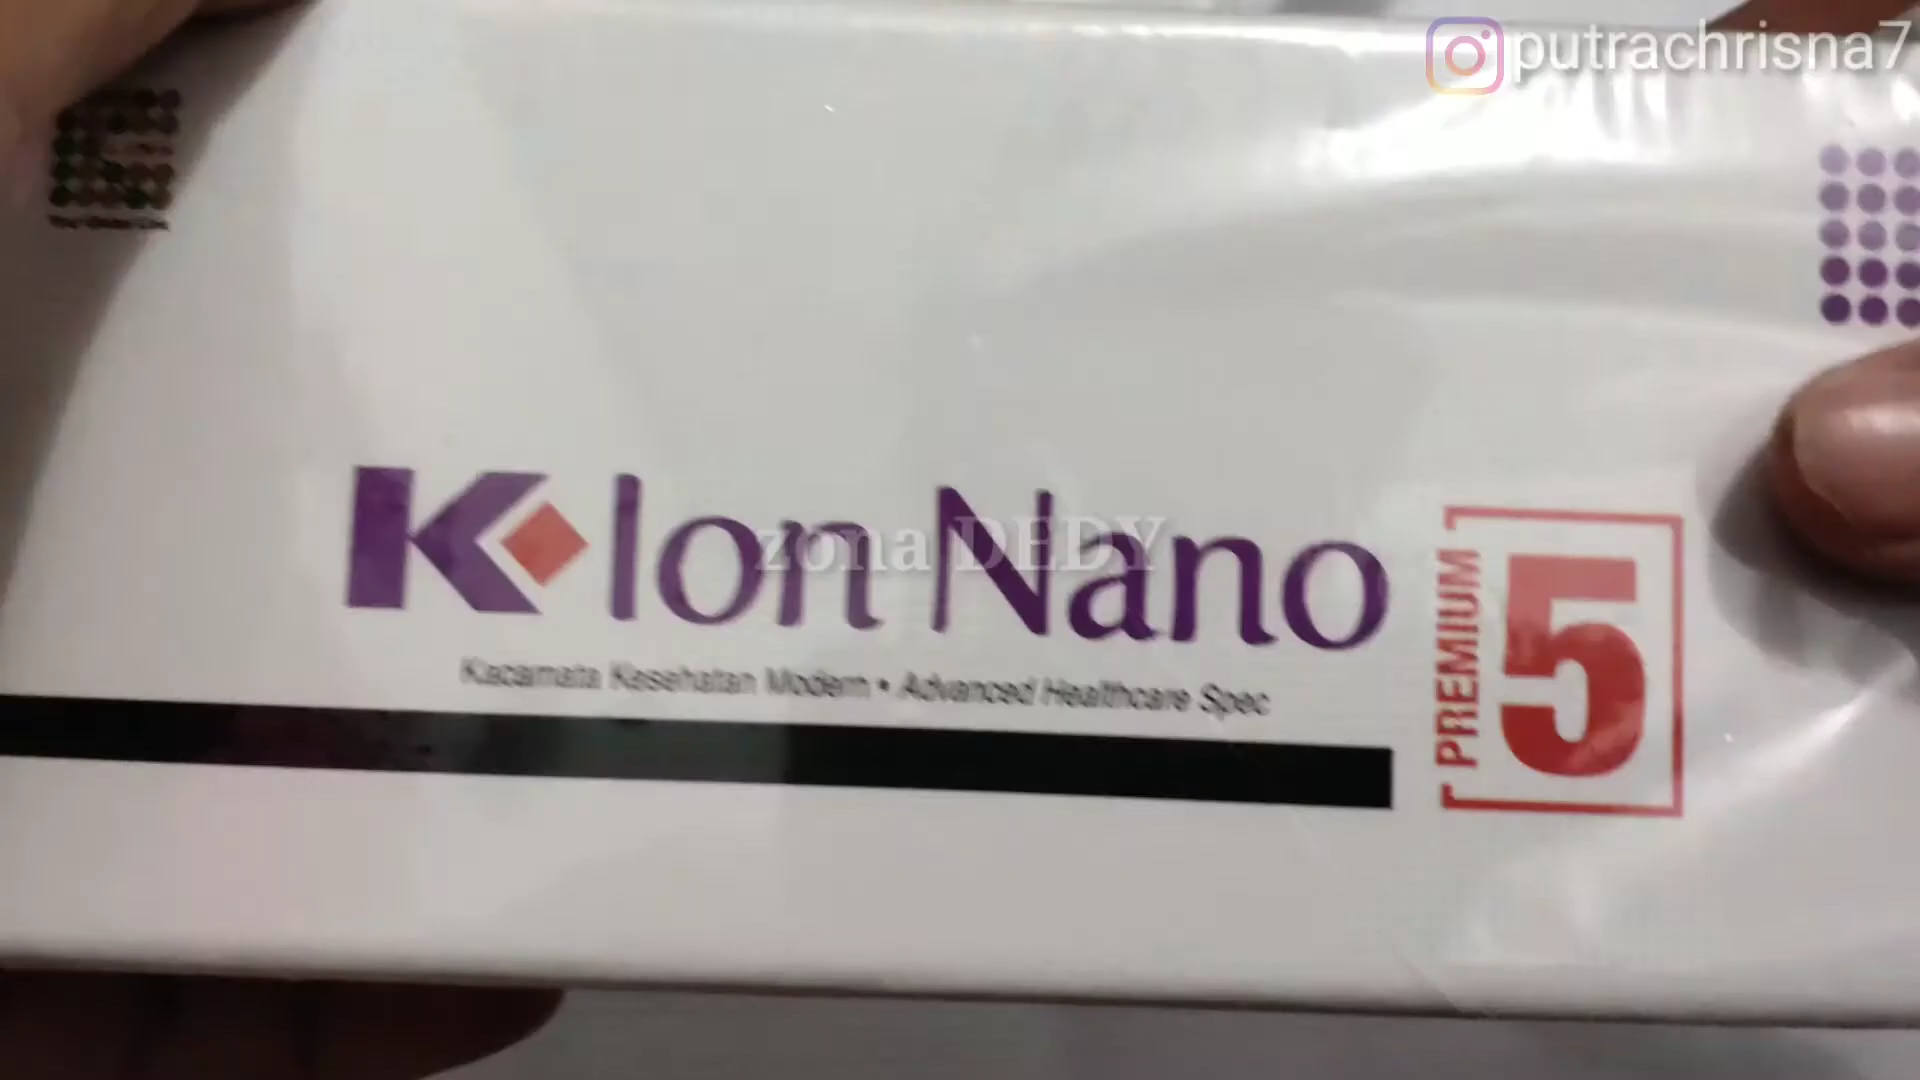 putrachrisna7
K Ion Nano
zona DEDY
Kacamata Kesehatan Modern • Advanced Healthcare Spec
PREMIUM
5